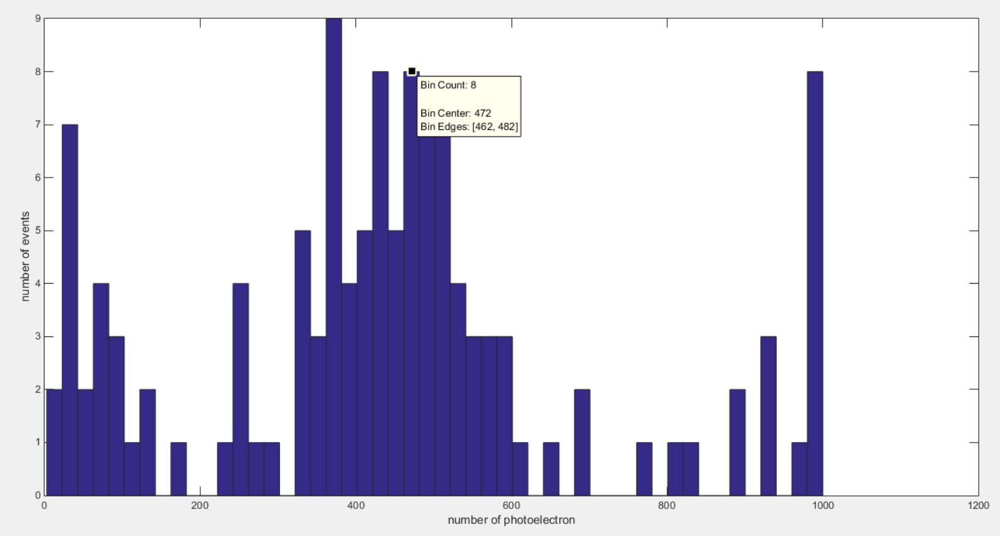 9
8
7
6
5
4
3
2
1
0
number of events
Bin Count: 8
Bin Center: 472
Bin Edges: [462, 482]
0 200 400 600 800 1000 1200
number of photoelectron